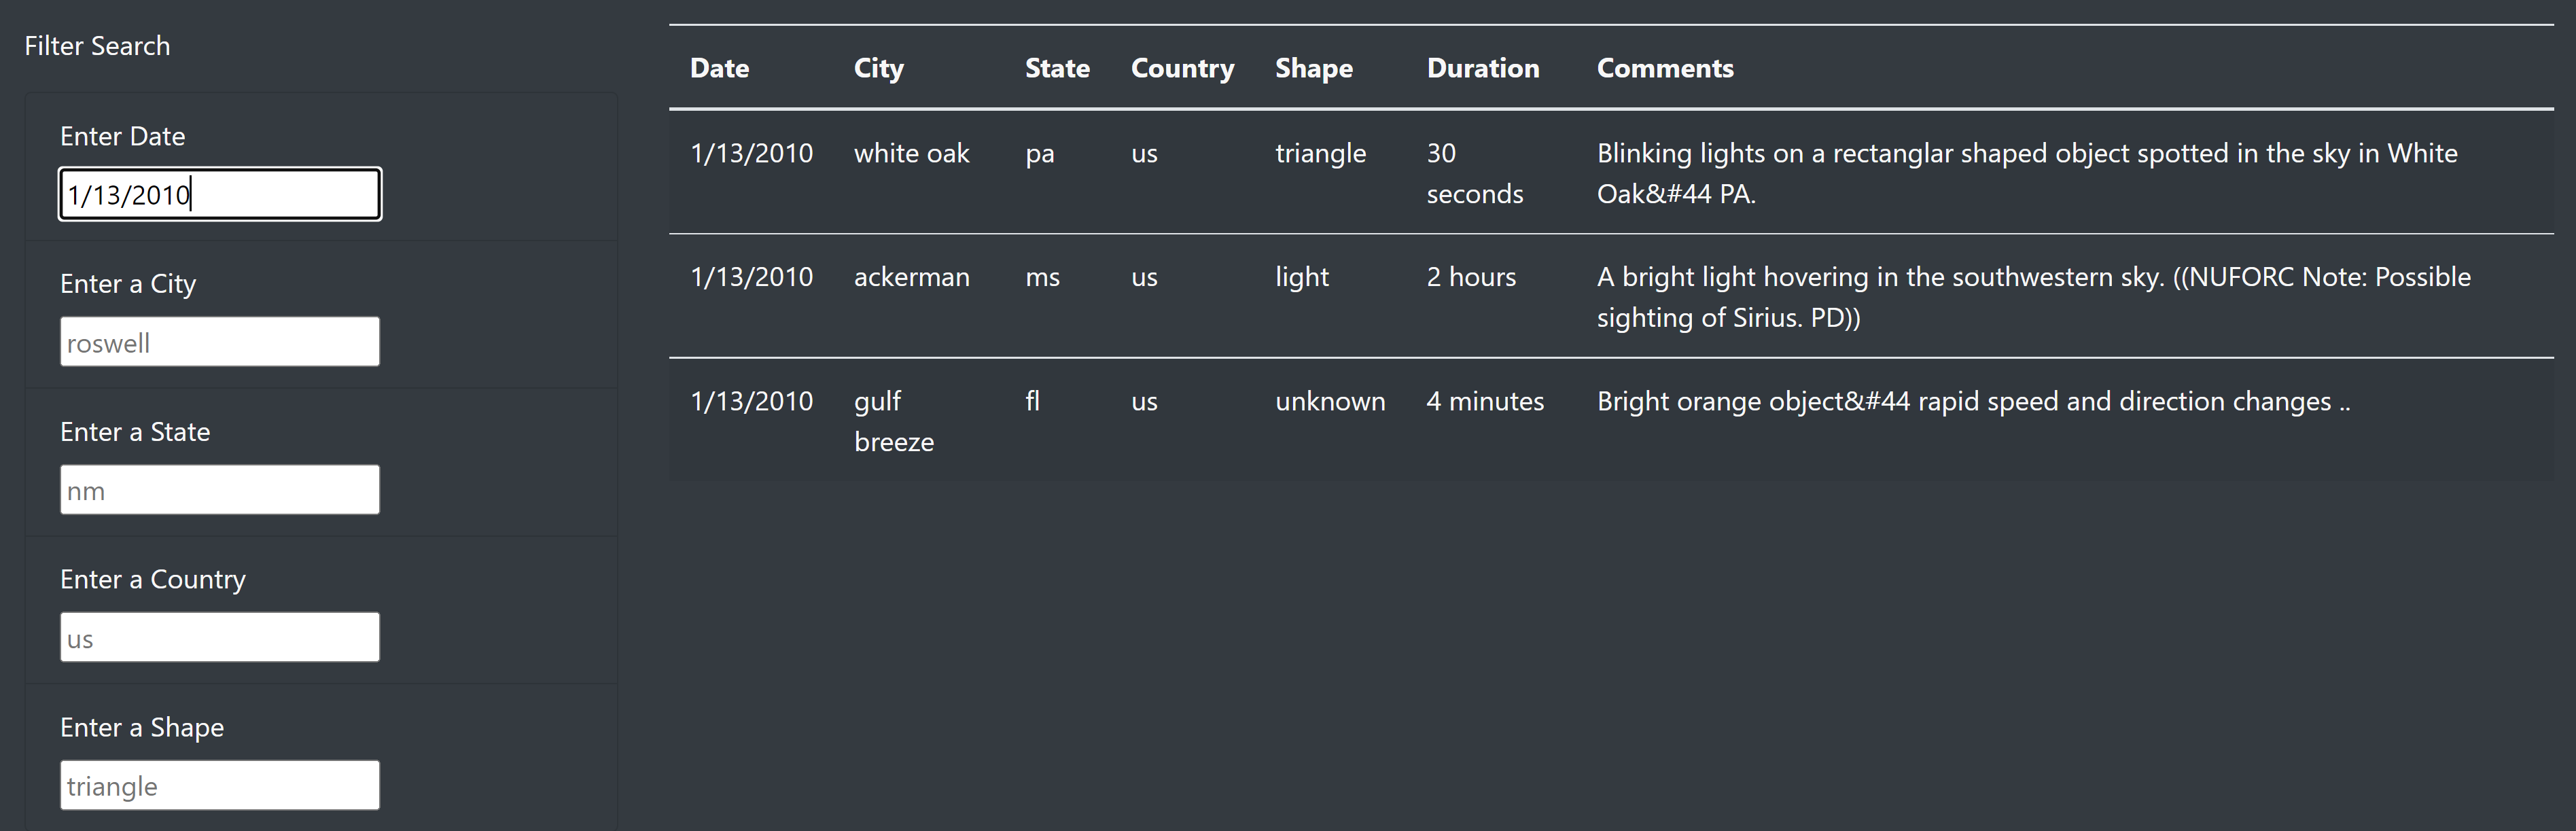 Filter Search
Enter Date
1/13/2010
Enter a City
roswell
Enter a State
nm
Enter a Country
us
Enter a Shape
triangle
Date City State Country Shape Duration Comments
1/13/2010 white oak pa us triangle 30 Blinking lights on a rectanglar shaped object spotted in the sky in White
seconds Oak&#44 PA.
1/13/2010 ackerman ms us light 2 hours A bright light hovering in the southwestern sky. ((NUFORC Note: Possible
sighting of Sirius. PD))
1/13/2010 gulf fl us unknown 4 minutes Bright orange object&#44 rapid speed and direction changes ..
breeze